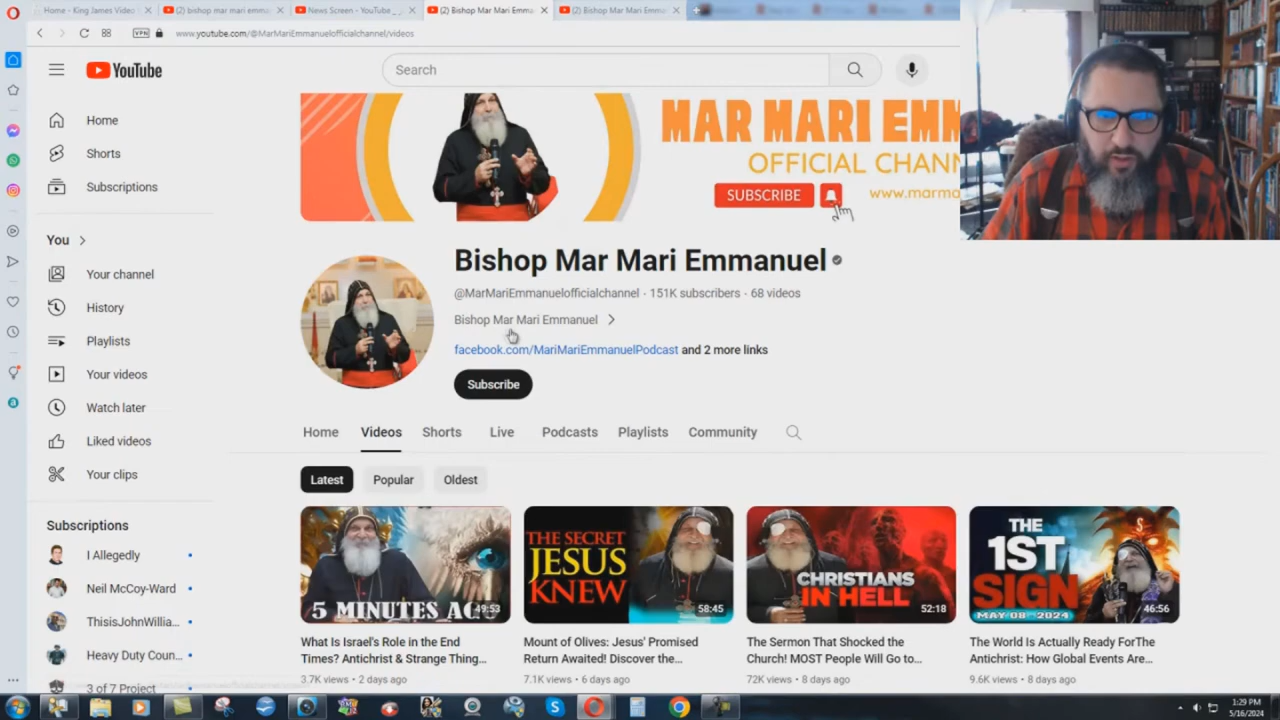 Home - King James Video
(2) bishop mar mari emma
News Screen - YouTube
(2) Bishop Mar Mari Emma
(2) Bishop Mar Mari Emma
VPN
www.youtube.com/@MarMariEmmanuelofficialchannel/videos
YouTube
Search
Home
Shorts
Subscriptions
You
Your channel
History
Playlists
Your videos
Watch later
Liked videos
Your clips
Subscriptions
I Allegedly
Neil McCoy-Ward
ThisisJohnWillia...
Heavy Duty Coun...
3 of 7 Project
MAR MARI EMM
OFFICIAL CHANN
SUBSCRIBE
www.marma
Bishop Mar Mari Emmanuel
@MarMariEmmanuelofficialchannel · 151K subscribers · 68 videos
Bishop Mar Mari Emmanuel
facebook.com/MariMariEmmanuelPodcast and 2 more links
Subscribe
Home Videos Shorts Live Podcasts Playlists Community
Latest Popular Oldest
5 MINUTES AG
49:53
THE SECRET
JESUS
KNEW
58:45
CHRISTIANS
IN HELL
52:18
THE
1ST
SIGN
MAY 08TH 2024
46:56
What Is Israel's Role in the End
Times? Antichrist & Strange Thing...
3.7K views · 2 days ago
Mount of Olives: Jesus' Promised
Return Awaited! Discover the...
7.1K views · 6 days ago
The Sermon That Shocked the
Church! MOST People Will Go to...
72K views · 8 days ago
The World Is Actually Ready ForThe
Antichrist: How Global Events Are...
9.6K views · 8 days ago
1:29 PM
5/16/2024